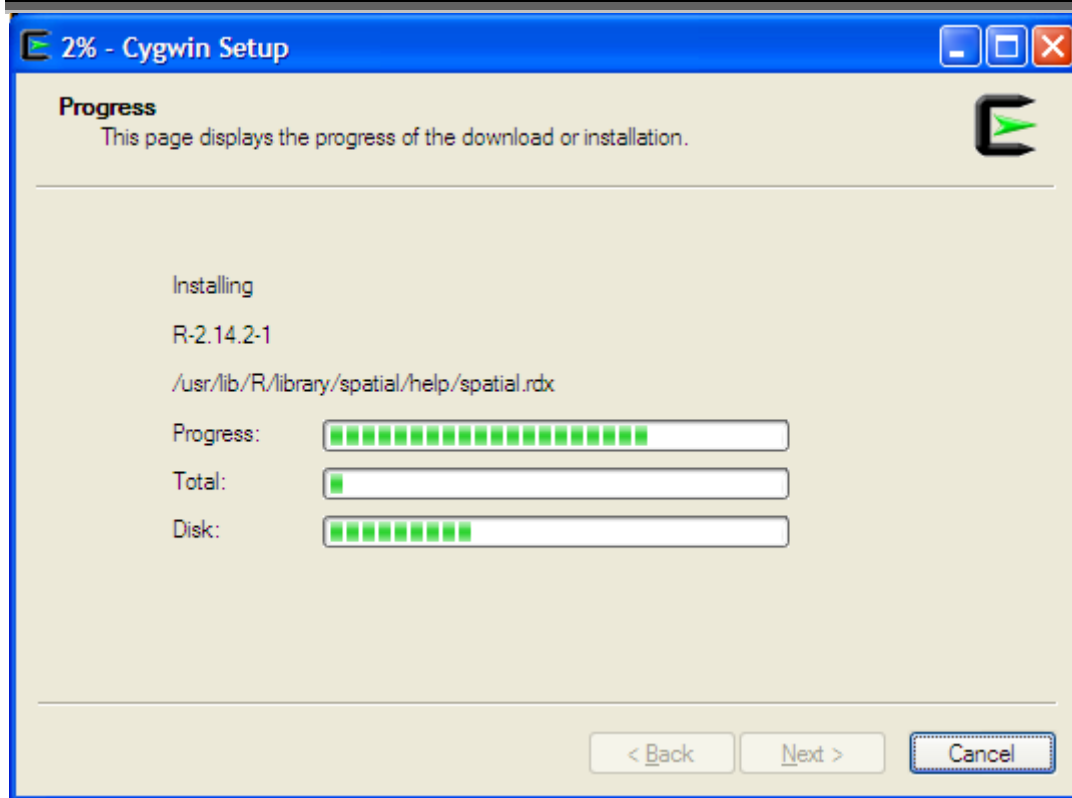 2% - Cygwin Setup
Progress
This page displays the progress of the download or installation.
Installing
R-2.14.2-1
/usr/lib/R/library/spatial/help/spatial.rdx
Progress:
Total:
Disk:
< Back
Next >
Cancel